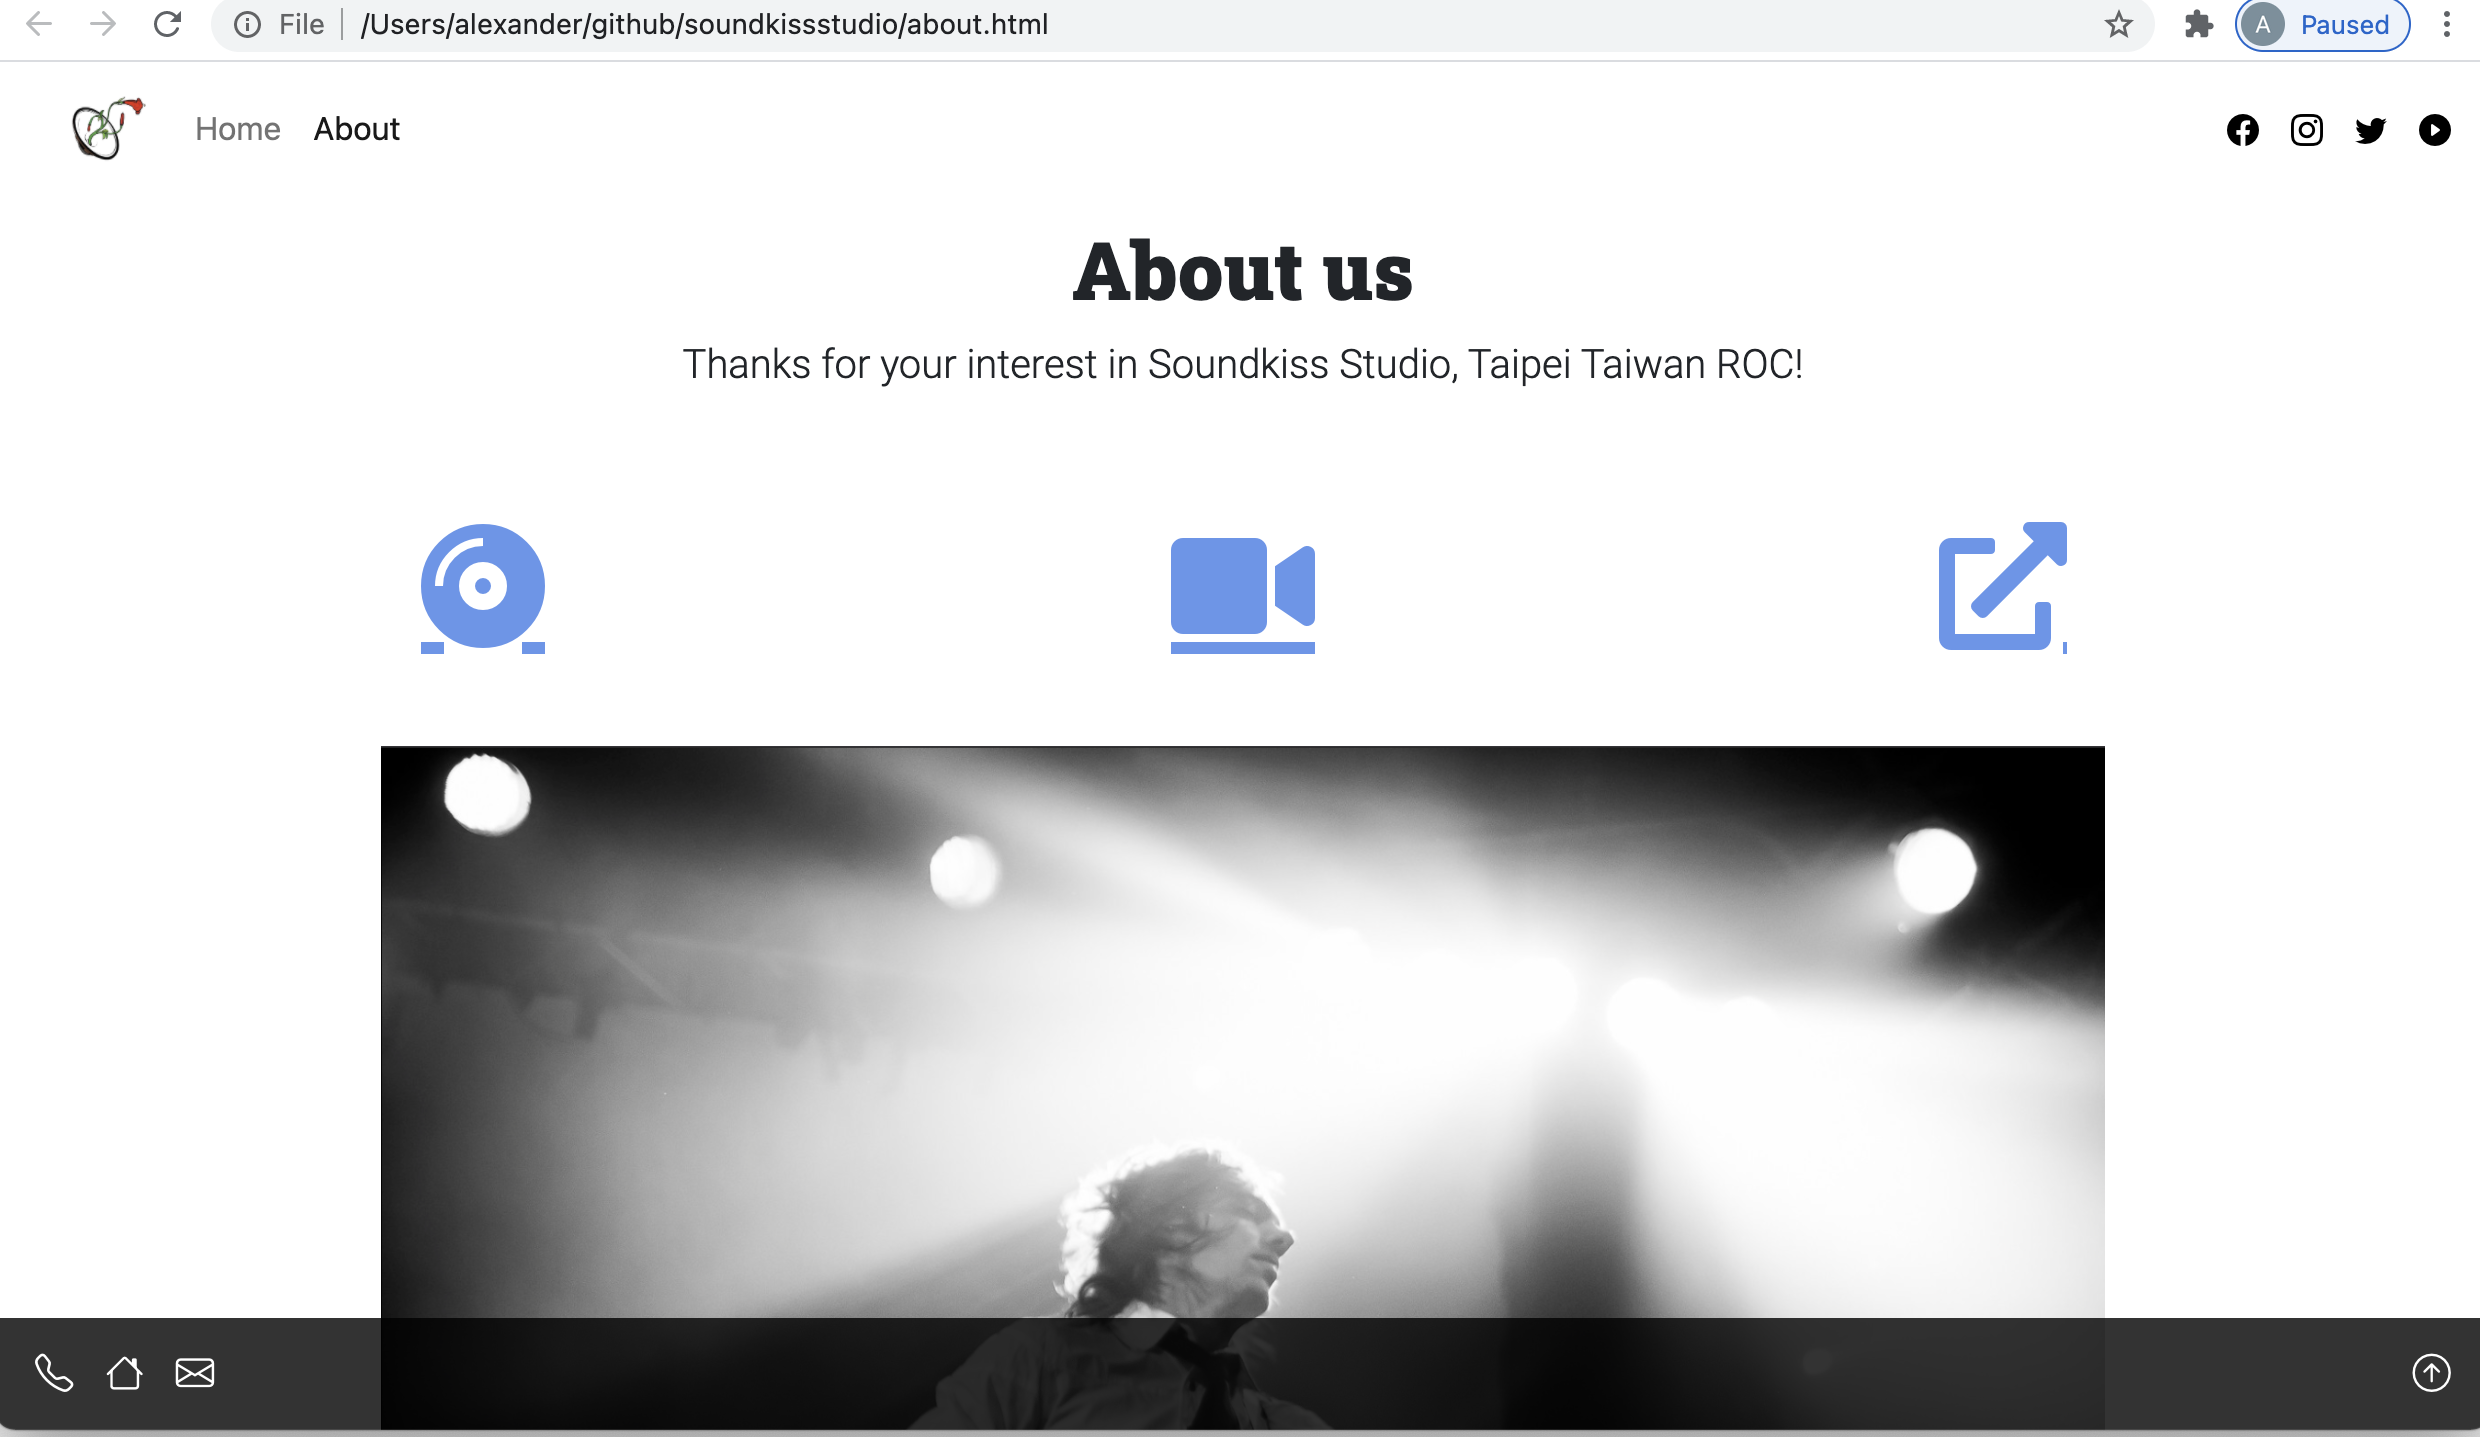 File /Users/alexander/github/soundkissstudio/about.html A Paused
Home About
About us
Thanks for your interest in Soundkiss Studio, Taipei Taiwan ROC!